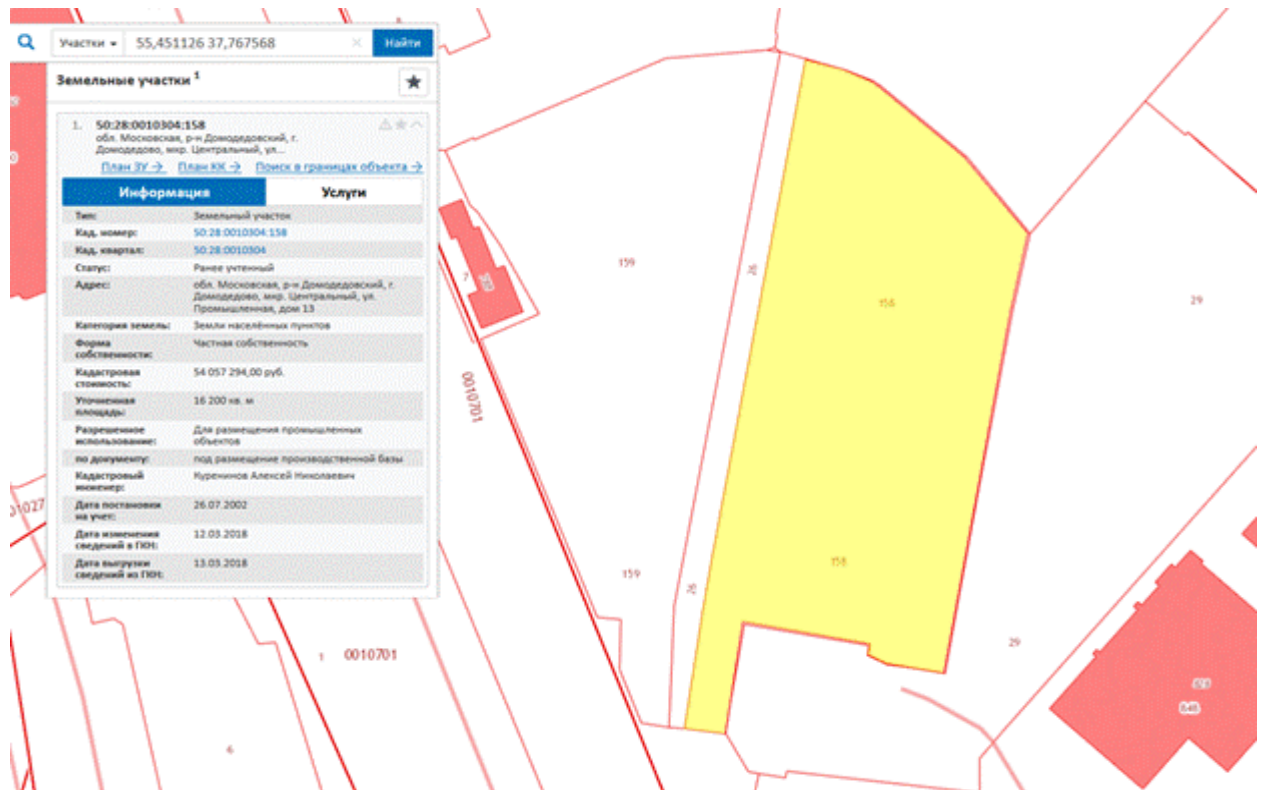 Участки 55,451126 37,767568 × Найти
Земельные участки 1
1. 50:28:0010304:158
обл. Московская, р-н Домодедовский, г.
Домодедово, мкр. Центральный, ул...
План ЗУ → План КК → Поиск в границах объекта →
Информация Услуги
Тип: Земельный участок
Кад. номер: 50:28:0010304:158
Кад. квартал: 50:28:0010304
Статус: Ранее учтенный
Адрес: обл. Московская, р-н Домодедовский, г.
Домодедово, мкр. Центральный, ул.
Промышленная, дом 13
Категория земель: Земли населённых пунктов
Форма Частная собственность
собственности:
Кадастровая 54 057 294,00 руб.
стоимость:
Уточненная 16 200 кв. м
площадь:
Разрешенное Для размещения промышленных
использование: объектов
по документу: под размещение производственной базы
Кадастровый Куренинов Алексей Николаевич
инженер:
Дата постановки 26.07.2002
на учет:
Дата изменения 12.03.2018
сведений в ГКН:
Дата выгрузки 13.03.2018
сведений из ГКН:
159
26
158
29
7
0010701
159
26
158
29
1 0010701
6